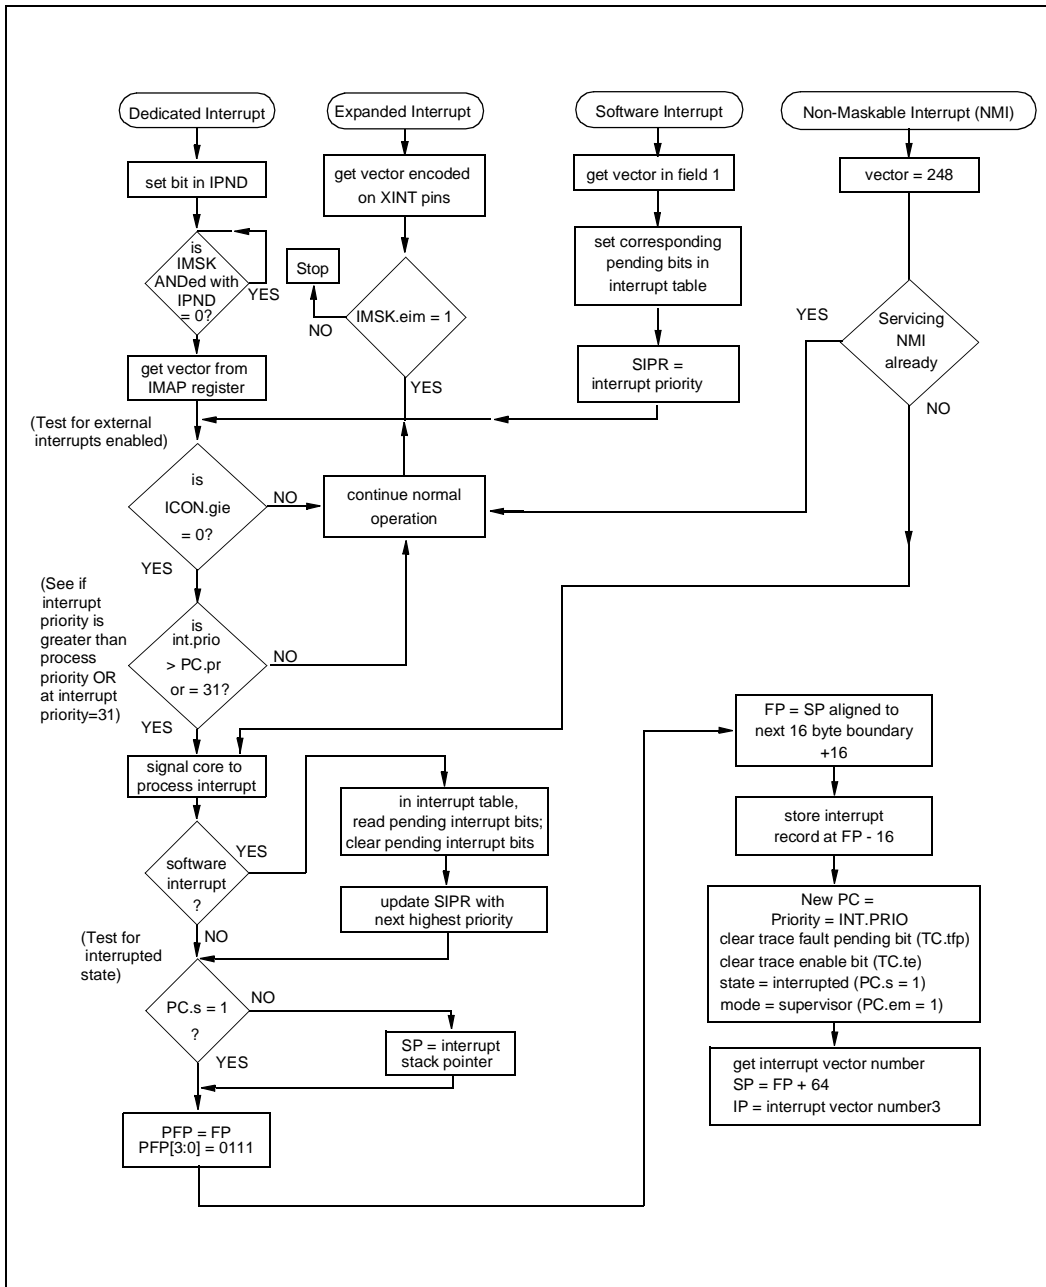 Dedicated Interrupt
Expanded Interrupt
Software Interrupt
Non-Maskable Interrupt (NMI)
set bit in IPND
get vector encoded
on XINT pins
get vector in field 1
vector = 248
is
IMSK
ANDed with
IPND
= 0?
YES
Stop
NO
IMSK.eim = 1
YES
set corresponding
pending bits in
interrupt table
YES
Servicing
NMI
already
NO
get vector from
IMAP register
SIPR =
interrupt priority
(Test for external
interrupts enabled)
is
ICON.gie
= 0?
NO
YES
continue normal
operation
(See if
interrupt
priority is
greater than
process
priority OR
at interrupt
priority=31)
is
int.prio
> PC.pr
or = 31?
NO
YES
signal core to
process interrupt
software
interrupt
?
YES
NO
in interrupt table,
read pending interrupt bits;
clear pending interrupt bits
update SIPR with
next highest priority
(Test for
interrupted
state)
PC.s = 1
?
NO
YES
SP = interrupt
stack pointer
PFP = FP
PFP[3:0] = 0111
FP = SP aligned to
next 16 byte boundary
+16
store interrupt
record at FP - 16
New PC =
Priority = INT.PRIO
clear trace fault pending bit (TC.tfp)
clear trace enable bit (TC.te)
state = interrupted (PC.s = 1)
mode = supervisor (PC.em = 1)
get interrupt vector number
SP = FP + 64
IP = interrupt vector number3